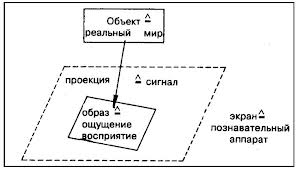 Объект ≙
реальный мир
проекция ≙ сигнал
образ ≙
ощущение
восприятие
экран ≙
познавательный
аппарат